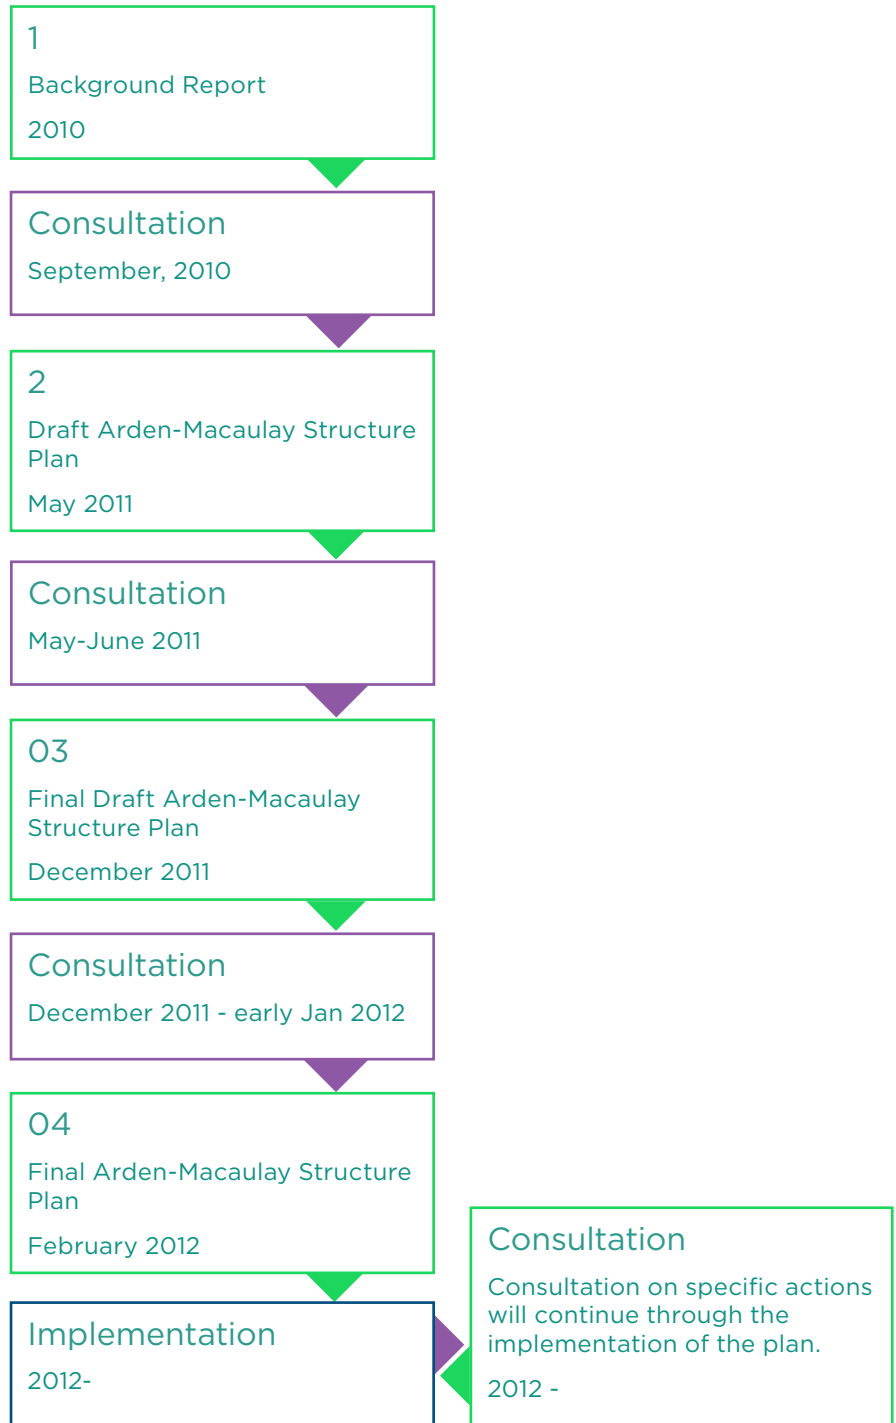 1
Background Report
2010
Consultation
September, 2010
2
Draft Arden-Macaulay Structure
Plan
May 2011
Consultation
May-June 2011
03
Final Draft Arden-Macaulay
Structure Plan
December 2011
Consultation
December 2011 - early Jan 2012
04
Final Arden-Macaulay Structure
Plan
February 2012
Implementation
2012-
Consultation
Consultation on specific actions
will continue through the
implementation of the plan.
2012 -